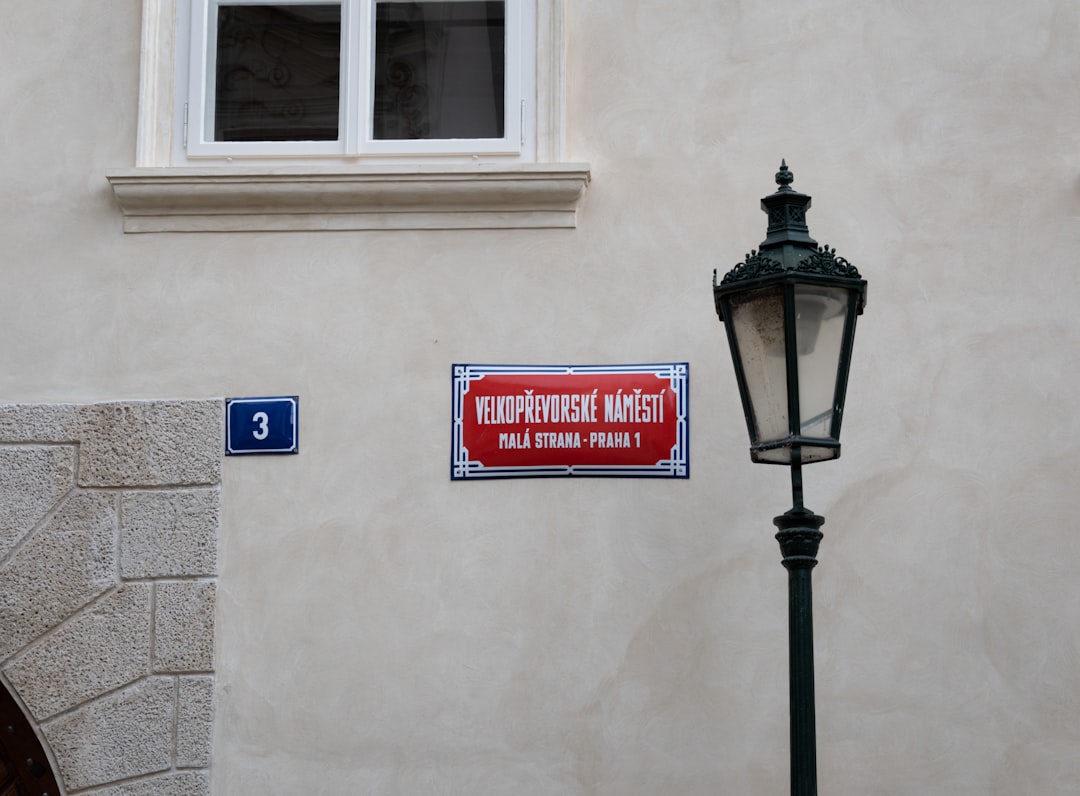 3
VELKOPŘEVORSKÉ NÁMĚSTÍ
MALÁ STRANA - PRAHA 1